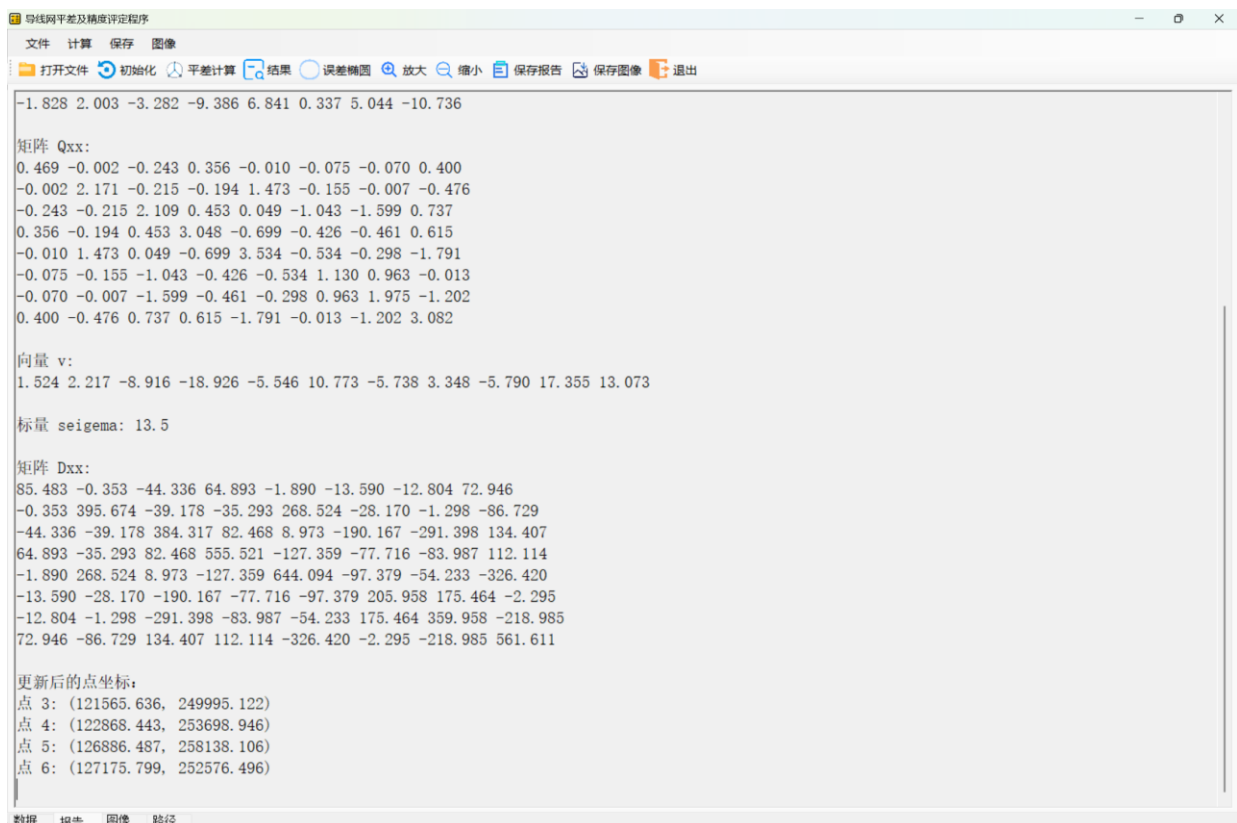 导线网平差及精度评定程序
文件 计算 保存 图像
打开文件 初始化 平差计算 结果 误差椭圆 放大 缩小 保存报告 保存图像 退出
-1.828 2.003 -3.282 -9.386 6.841 0.337 5.044 -10.736
矩阵 Qxx:
0.469 -0.002 -0.243 0.356 -0.010 -0.075 -0.070 0.400
-0.002 2.171 -0.215 -0.194 1.473 -0.155 -0.007 -0.476
-0.243 -0.215 2.109 0.453 0.049 -1.043 -1.599 0.737
0.356 -0.194 0.453 3.048 -0.699 -0.426 -0.461 0.615
-0.010 1.473 0.049 -0.699 3.534 -0.534 -0.298 -1.791
-0.075 -0.155 -1.043 -0.426 -0.534 1.130 0.963 -0.013
-0.070 -0.007 -1.599 -0.461 -0.298 0.963 1.975 -1.202
0.400 -0.476 0.737 0.615 -1.791 -0.013 -1.202 3.082
向量 v:
1.524 2.217 -8.916 -18.926 -5.546 10.773 -5.738 3.348 -5.790 17.355 13.073
标量 seigema: 13.5
矩阵 Dxx:
85.483 -0.353 -44.336 64.893 -1.890 -13.590 -12.804 72.946
-0.353 395.674 -39.178 -35.293 268.524 -28.170 -1.298 -86.729
-44.336 -39.178 384.317 82.468 8.973 -190.167 -291.398 134.407
64.893 -35.293 82.468 555.521 -127.359 -77.716 -83.987 112.114
-1.890 268.524 8.973 -127.359 644.094 -97.379 -54.233 -326.420
-13.590 -28.170 -190.167 -77.716 -97.379 205.958 175.464 -2.295
-12.804 -1.298 -291.398 -83.987 -54.233 175.464 359.958 -218.985
72.946 -86.729 134.407 112.114 -326.420 -2.295 -218.985 561.611
更新后的点坐标:
点 3: (121565.636, 249995.122)
点 4: (122868.443, 253698.946)
点 5: (126886.487, 258138.106)
点 6: (127175.799, 252576.496)
数据 报告 图像 路径